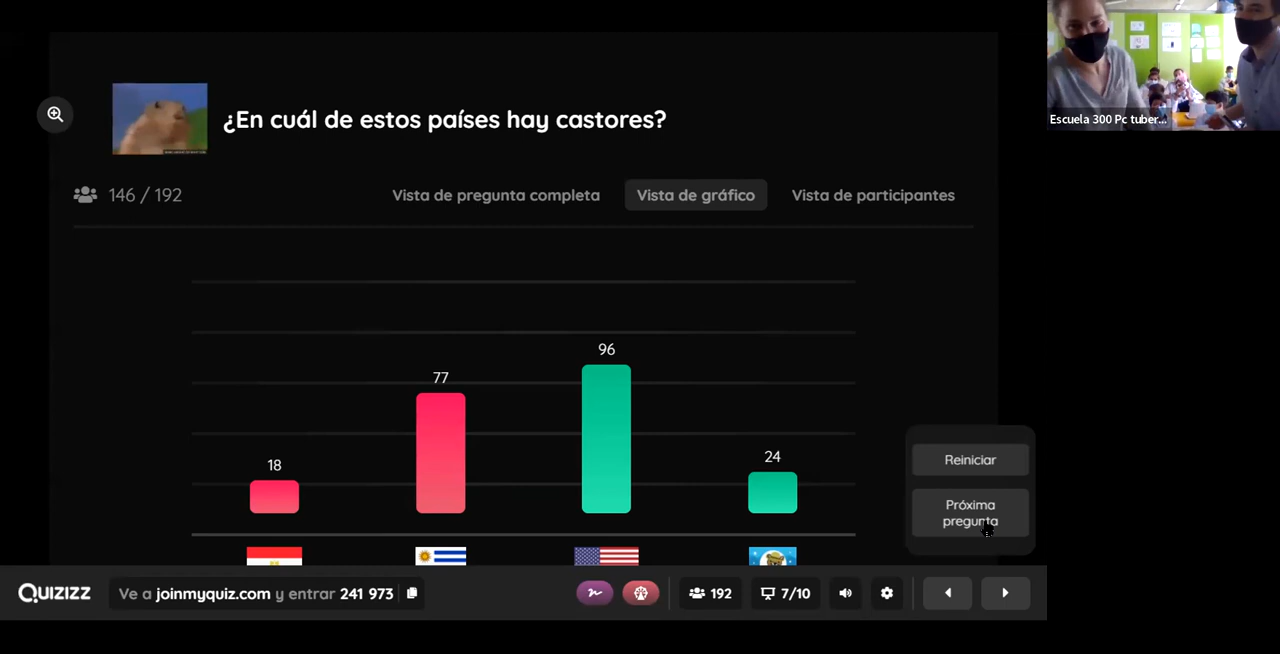 ¿En cuál de estos países hay castores?
Escuela 300 Pc tuber...
146 / 192
Vista de pregunta completa
Vista de gráfico
Vista de participantes
96
77
18
24
Reiniciar
Próxima
pregunta
QUIZIZZ
Ve a joinmyquiz.com y entrar 241 973
192
7/10